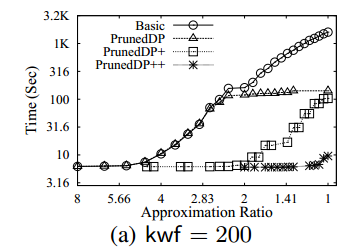 3.2K
1K
316
100
31.6
10
3.16
Time (Sec)
Basic
PrunedDP
PrunedDP+
PrunedDP++
8 5.66 4 2.83 2 1.41 1
Approximation Ratio
(a) kwf = 200